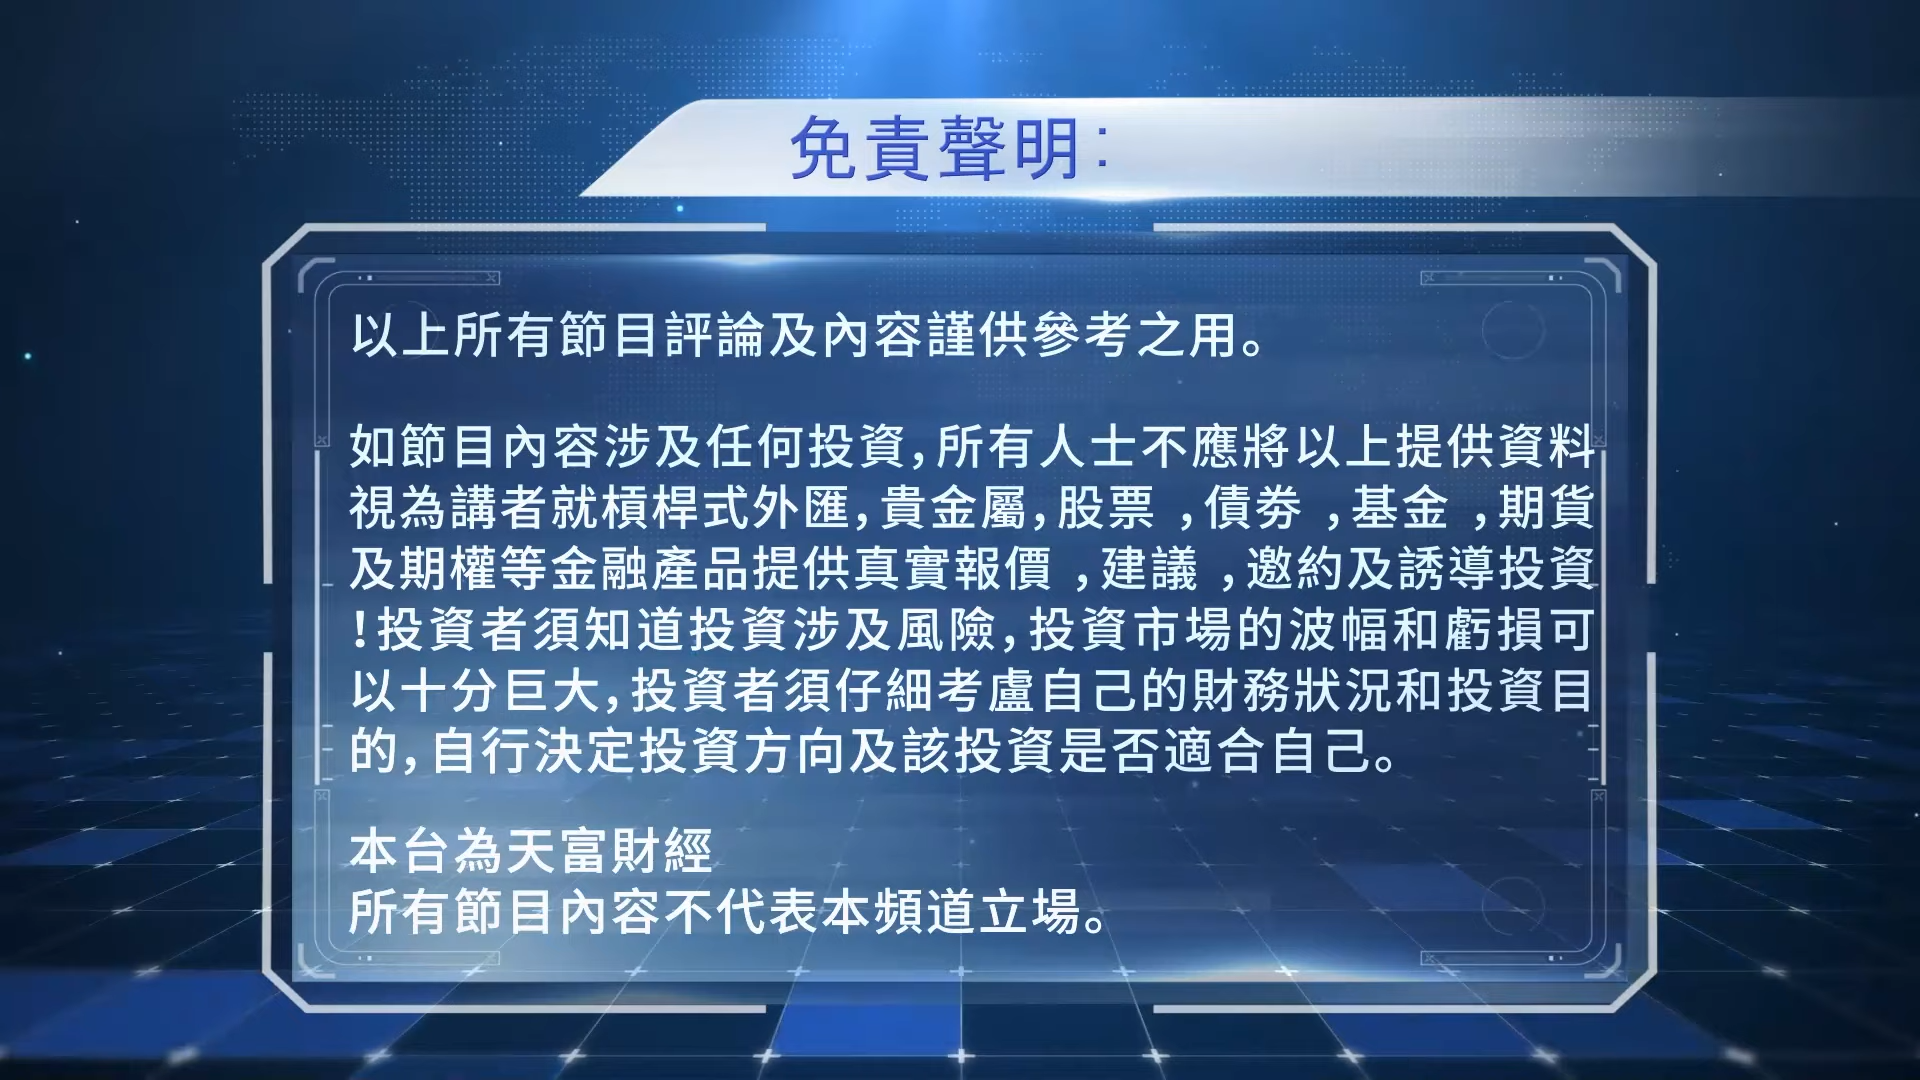 免責聲明：
以上所有節目評論及內容謹供參考之用。
如節目內容涉及任何投資，所有人士不應將以上提供資料
視為講者就槓桿式外匯，貴金屬，股票 ，債券 ，基金 ，期貨
及期權等金融產品提供真實報價 ，建議 ，邀約及誘導投資
！投資者須知道投資涉及風險，投資市場的波幅和虧損可
以十分巨大，投資者須仔細考盧自己的財務狀況和投資目
的，自行決定投資方向及該投資是否適合自己。
本台為天富財經
所有節目內容不代表本頻道立場。